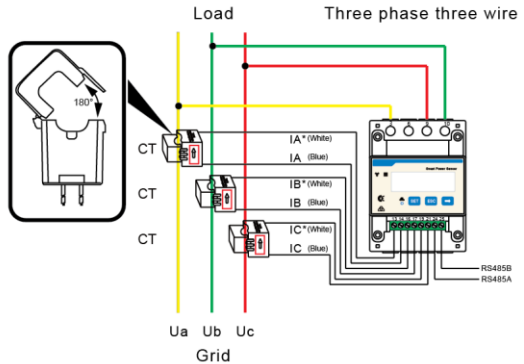 Load
Three phase three wire
180°
CT
IA* (White)
IA (Blue)
CT
IB* (White)
IB (Blue)
CT
IC* (White)
IC (Blue)
Smart Power Sensor
SET
ESC
RS485B
RS485A
Ua
Ub
Uc
Grid